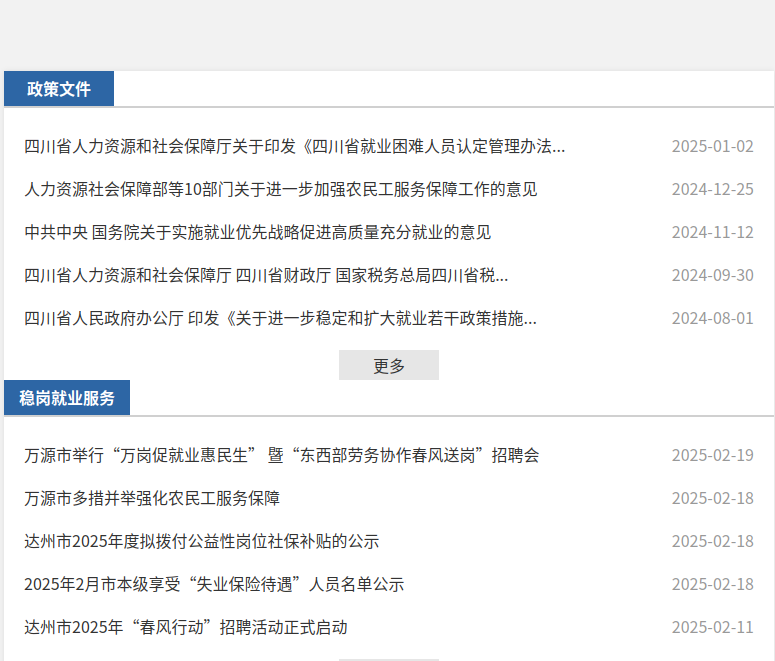 政策文件
四川省人力资源和社会保障厅关于印发《四川省就业困难人员认定管理办法... 2025-01-02
人力资源社会保障部等10部门关于进一步加强农民工服务保障工作的意见 2024-12-25
中共中央 国务院关于实施就业优先战略促进高质量充分就业的意见 2024-11-12
四川省人力资源和社会保障厅 四川省财政厅 国家税务总局四川省税... 2024-09-30
四川省人民政府办公厅 印发《关于进一步稳定和扩大就业若干政策措施... 2024-08-01
更多
稳岗就业服务
万源市举行“万岗促就业惠民生” 暨“东西部劳务协作春风送岗”招聘会 2025-02-19
万源市多措并举强化农民工服务保障 2025-02-18
达州市2025年度拟拨付公益性岗位社保补贴的公示 2025-02-18
2025年2月市本级享受“失业保险待遇”人员名单公示 2025-02-18
达州市2025年“春风行动”招聘活动正式启动 2025-02-11